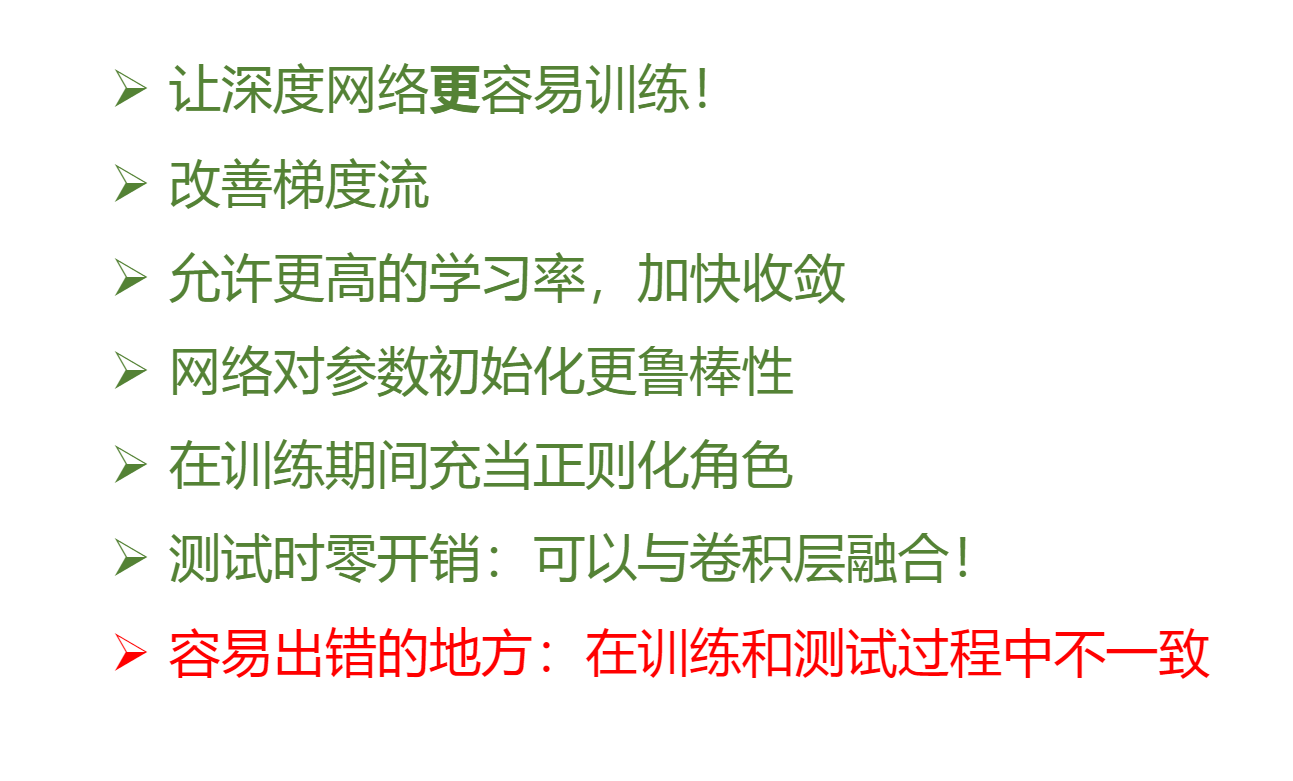 ➢ 让深度网络更容易训练！
➢ 改善梯度流
➢ 允许更高的学习率，加快收敛
➢ 网络对参数初始化更鲁棒性
➢ 在训练期间充当正则化角色
➢ 测试时零开销：可以与卷积层融合！
➢ 容易出错的地方：在训练和测试过程中不一致